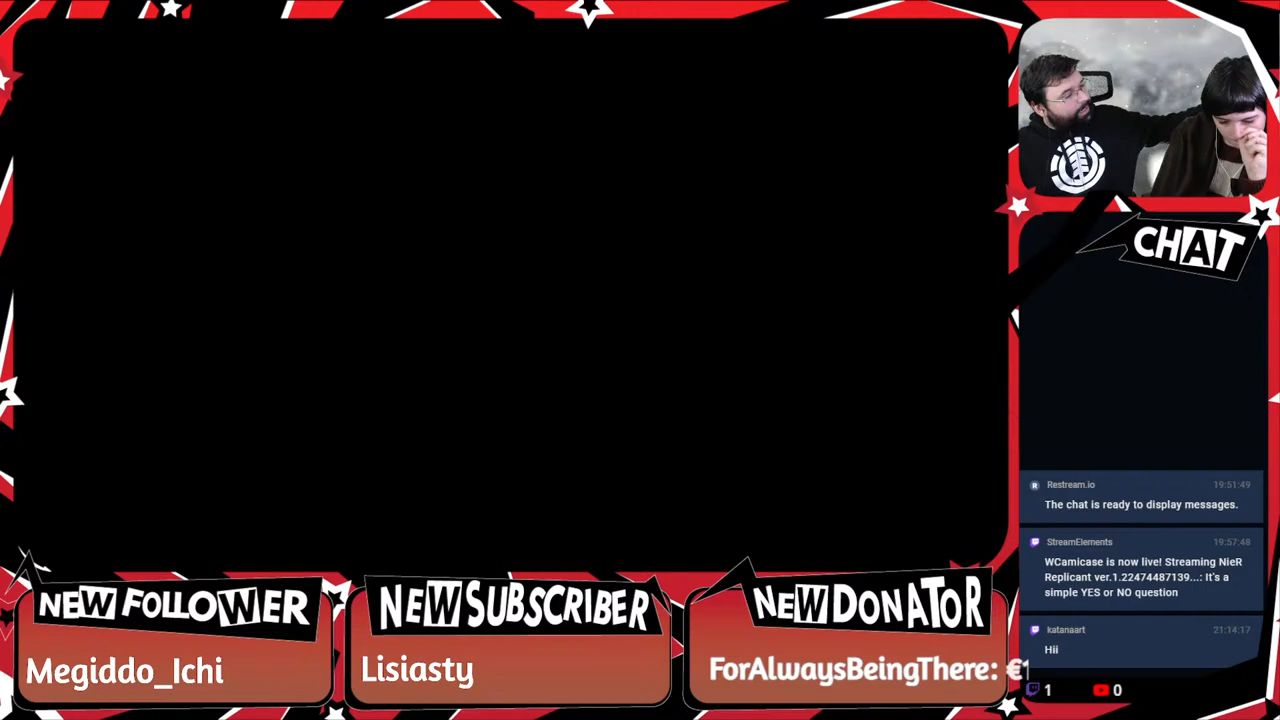 CHAT
Restream.io 19:51:49
The chat is ready to display messages.
StreamElements 19:57:48
WCamicase is now live! Streaming NieR
Replicant ver.1.22474487139...: It's a
simple YES or NO question
katanaart 21:14:17
Hii
1 0
NEW FOLLOWER
Megiddo_Ichi
NEW SUBSCRIBER
Lisiasty
NEW DONATOR
ForAlwaysBeingThere: €